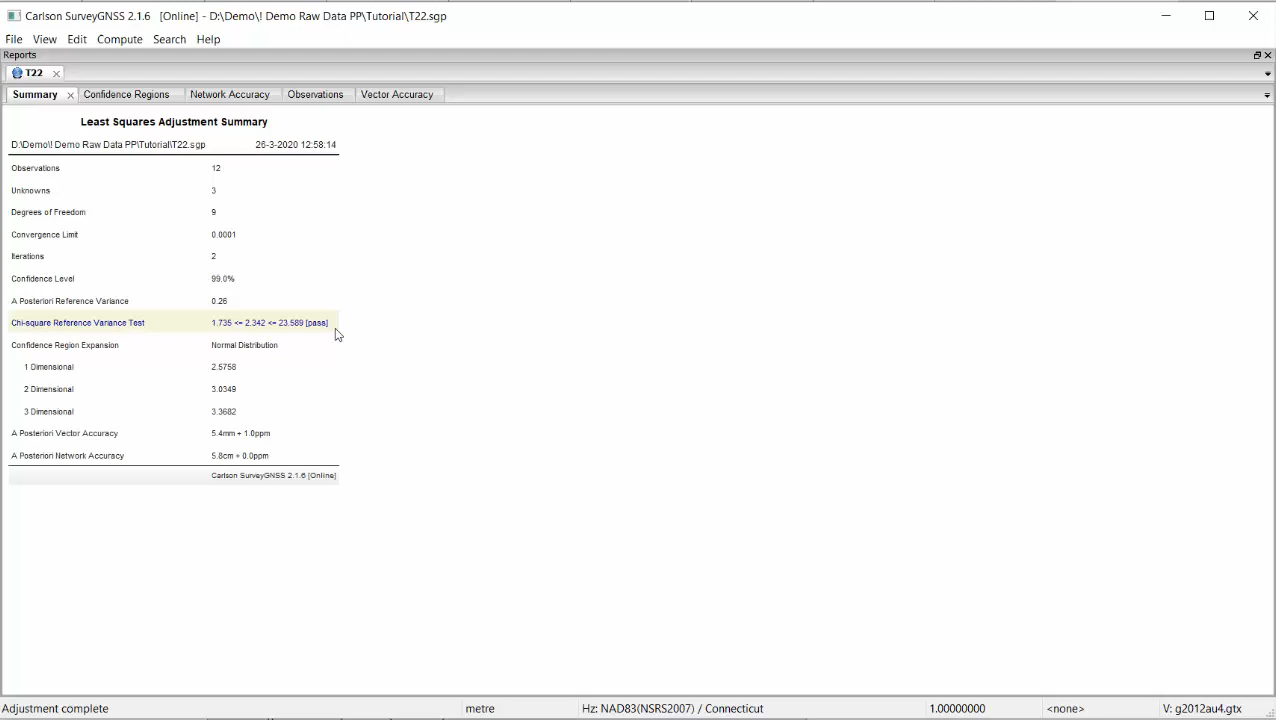 Carlson SurveyGNSS 2.1.6 [Online] - D:\Demo\! Demo Raw Data PP\Tutorial\T22.sgp
File View Edit Compute Search Help
Reports
T22
Summary Confidence Regions Network Accuracy Observations Vector Accuracy
Least Squares Adjustment Summary
D:\Demo\! Demo Raw Data PP\Tutorial\T22.sgp 26-3-2020 12:58:14
Observations 12
Unknowns 3
Degrees of Freedom 9
Convergence Limit 0.0001
Iterations 2
Confidence Level 99.0%
A Posteriori Reference Variance 0.26
Chi-square Reference Variance Test 1.735 <= 2.342 <= 23.589 [pass]
Confidence Region Expansion Normal Distribution
1 Dimensional 2.5758
2 Dimensional 3.0349
3 Dimensional 3.3682
A Posteriori Vector Accuracy 5.4mm + 1.0ppm
A Posteriori Network Accuracy 5.8cm + 0.0ppm
Carlson SurveyGNSS 2.1.6 [Online]
Adjustment complete metre Hz: NAD83(NSRS2007) / Connecticut 1.00000000 <none> V: g2012au4.gtx